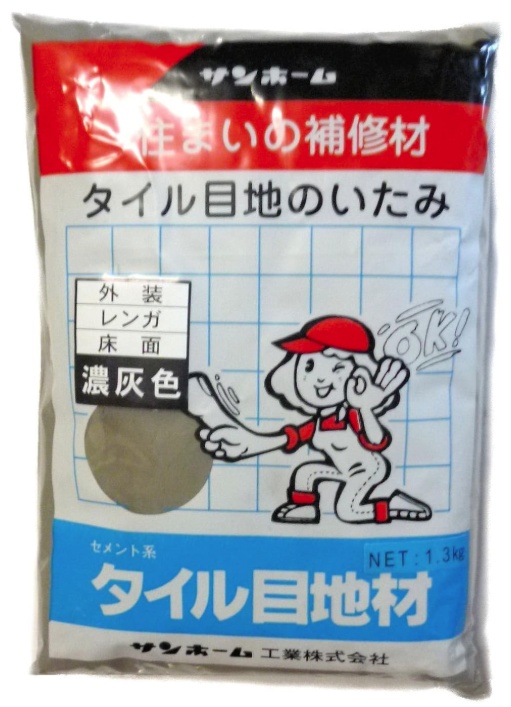 サンホーム
住まいの補修材
タイル目地のいたみ
外 装
レンガ
床 面
濃灰色
OK!
セメント系
NET:1.3kg
タイル目地材
サンホーム工業株式会社